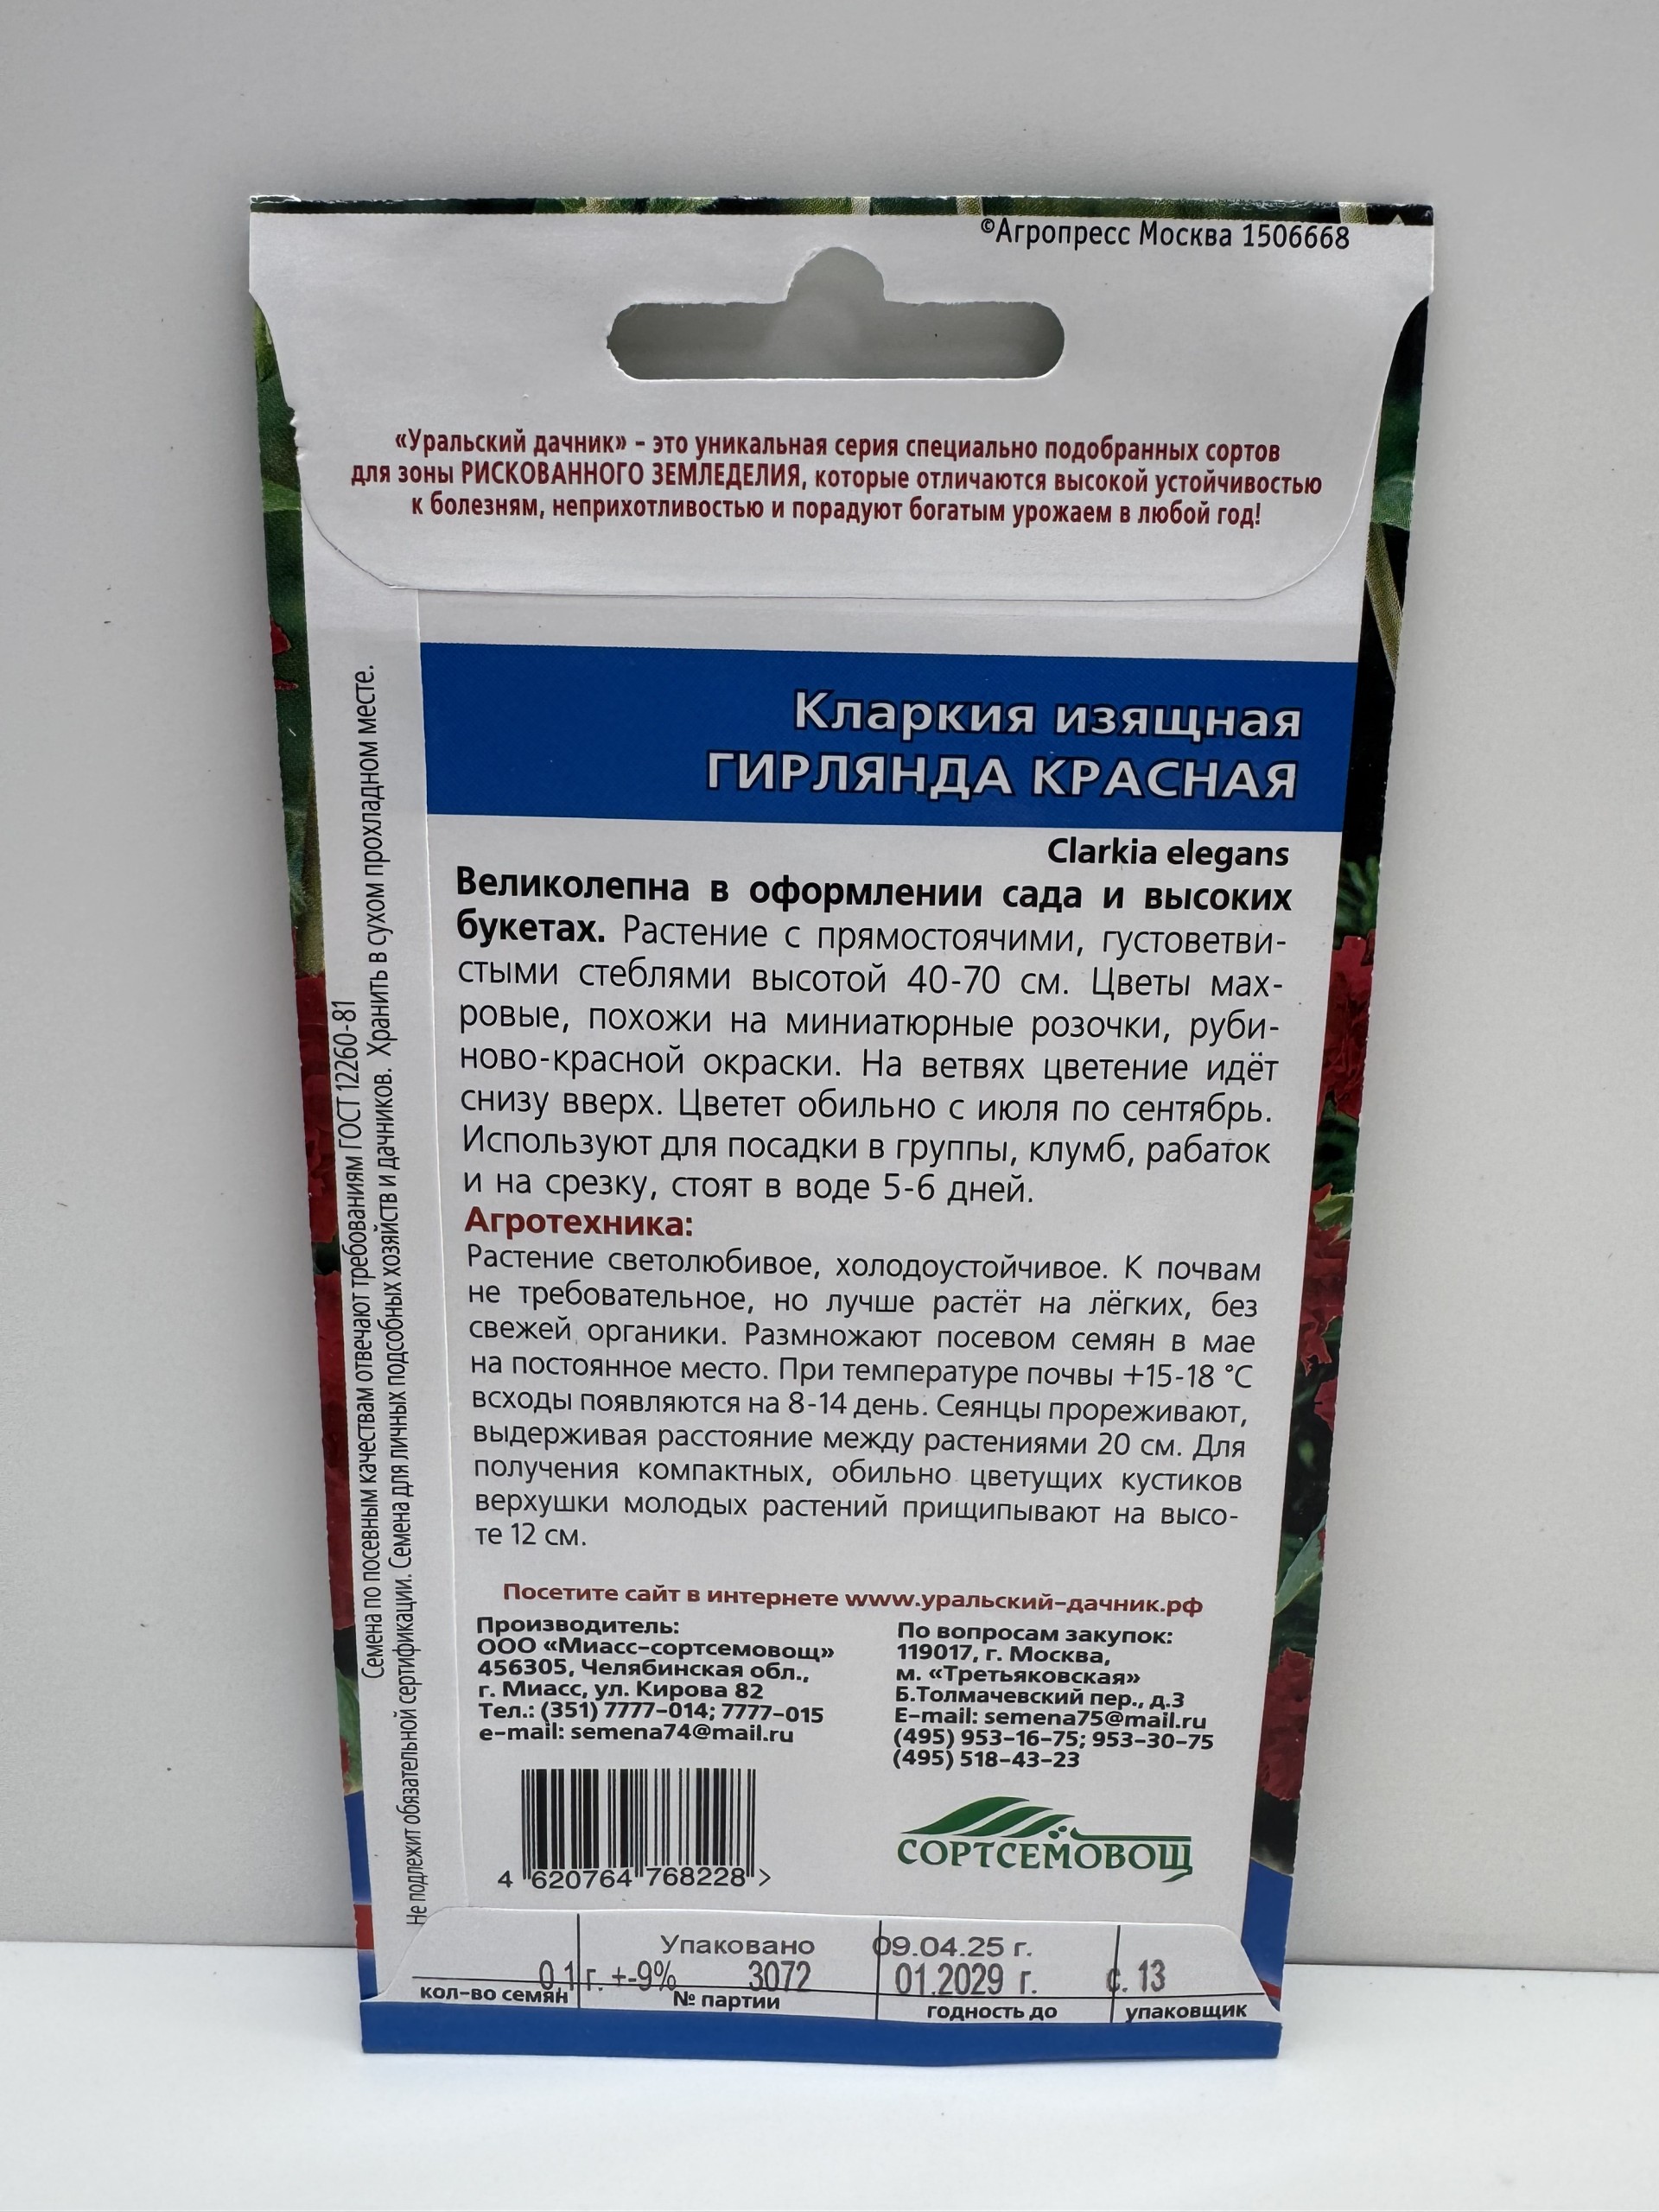 ©Агропресс Москва 1506668
«Уральский дачник» – это уникальная серия специально подобранных сортов
для зоны РИСКОВАННОГО ЗЕМЛЕДЕЛИЯ, которые отличаются высокой устойчивостью
к болезням, неприхотливостью и порадуют богатым урожаем в любой год!
Кларкия изящная
ГИРЛЯНДА КРАСНАЯ
Clarkia elegans
Великолепна в оформлении сада и высоких
букетах. Растение с прямостоячими, густоветви-
стыми стеблями высотой 40-70 см. Цветы мах-
ровые, похожи на миниатюрные розочки, руби-
ново-красной окраски. На ветвях цветение идёт
снизу вверх. Цветет обильно с июля по сентябрь.
Используют для посадки в группы, клумб, рабаток
и на срезку, стоят в воде 5-6 дней.
Агротехника:
Растение светолюбивое, холодоустойчивое. К почвам
не требовательное, но лучше растёт на лёгких, без
свежей органики. Размножают посевом семян в мае
на постоянное место. При температуре почвы +15-18 °С
всходы появляются на 8-14 день. Сеянцы прореживают,
выдерживая расстояние между растениями 20 см. Для
получения компактных, обильно цветущих кустиков
верхушки молодых растений прищипывают на высо-
те 12 см.
Посетите сайт в интернете www.уральский-дачник.рф
Производитель:
ООО «Миасс-сортсемовощ»
456305, Челябинская обл.,
г. Миасс, ул. Кирова 82
Тел.: (351) 7777-014; 7777-015
e-mail: semena74@mail.ru
По вопросам закупок:
119017, г. Москва,
м. «Третьяковская»
Б.Толмачевский пер., д.3
E-mail: semena75@mail.ru
(495) 953-16-75; 953-30-75
(495) 518-43-23
4 620764 768228 >
СОРТСЕМОВОЩ
Упаковано 09.04.25 г.
0,1 г. +-9% 3072 01.2029 г. с. 13
кол-во семян № партии годность до упаковщик
Семена по посевным качествам отвечают требованиям ГОСТ 12260-81
Не подлежит обязательной сертификации. Семена для личных подсобных хозяйств и дачников. Хранить в сухом прохладном месте.